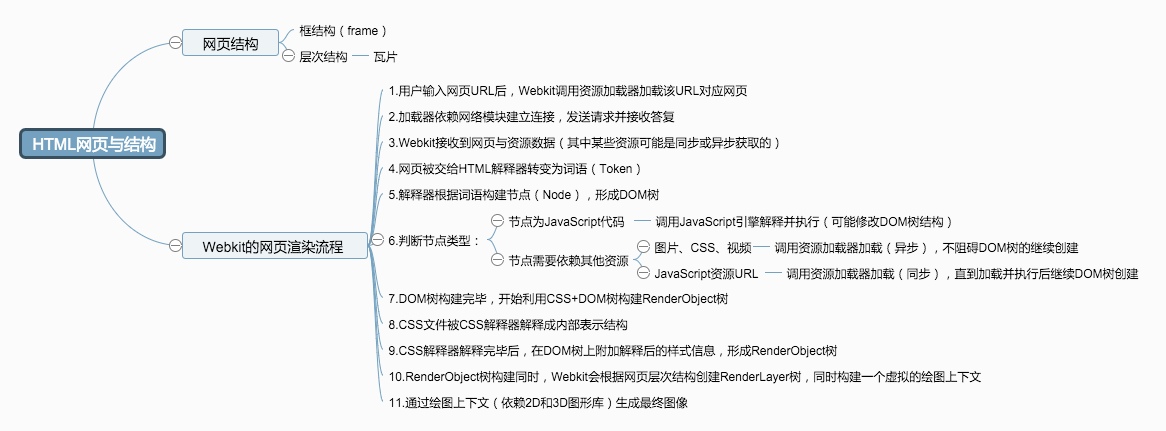 HTML网页与结构
网页结构
框结构（frame）
层次结构
瓦片
Webkit的网页渲染流程
1.用户输入网页URL后，Webkit调用资源加载器加载该URL对应网页
2.加载器依赖网络模块建立连接，发送请求并接收答复
3.Webkit接收到网页与资源数据（其中某些资源可能是同步或异步获取的）
4.网页被交给HTML解释器转变为词语（Token）
5.解释器根据词语构建节点（Node），形成DOM树
6.判断节点类型：
节点为JavaScript代码
调用JavaScript引擎解释并执行（可能修改DOM树结构）
节点需要依赖其他资源
图片、CSS、视频
调用资源加载器加载（异步），不阻碍DOM树的继续创建
JavaScript资源URL
调用资源加载器加载（同步），直到加载并执行后继续DOM树创建
7.DOM树构建完毕，开始利用CSS+DOM树构建RenderObject树
8.CSS文件被CSS解释器解释成内部表示结构
9.CSS解释器解释完毕后，在DOM树上附加解释后的样式信息，形成RenderObject树
10.RenderObject树构建同时，Webkit会根据网页层次结构创建RenderLayer树，同时构建一个虚拟的绘图上下文
11.通过绘图上下文（依赖2D和3D图形库）生成最终图像